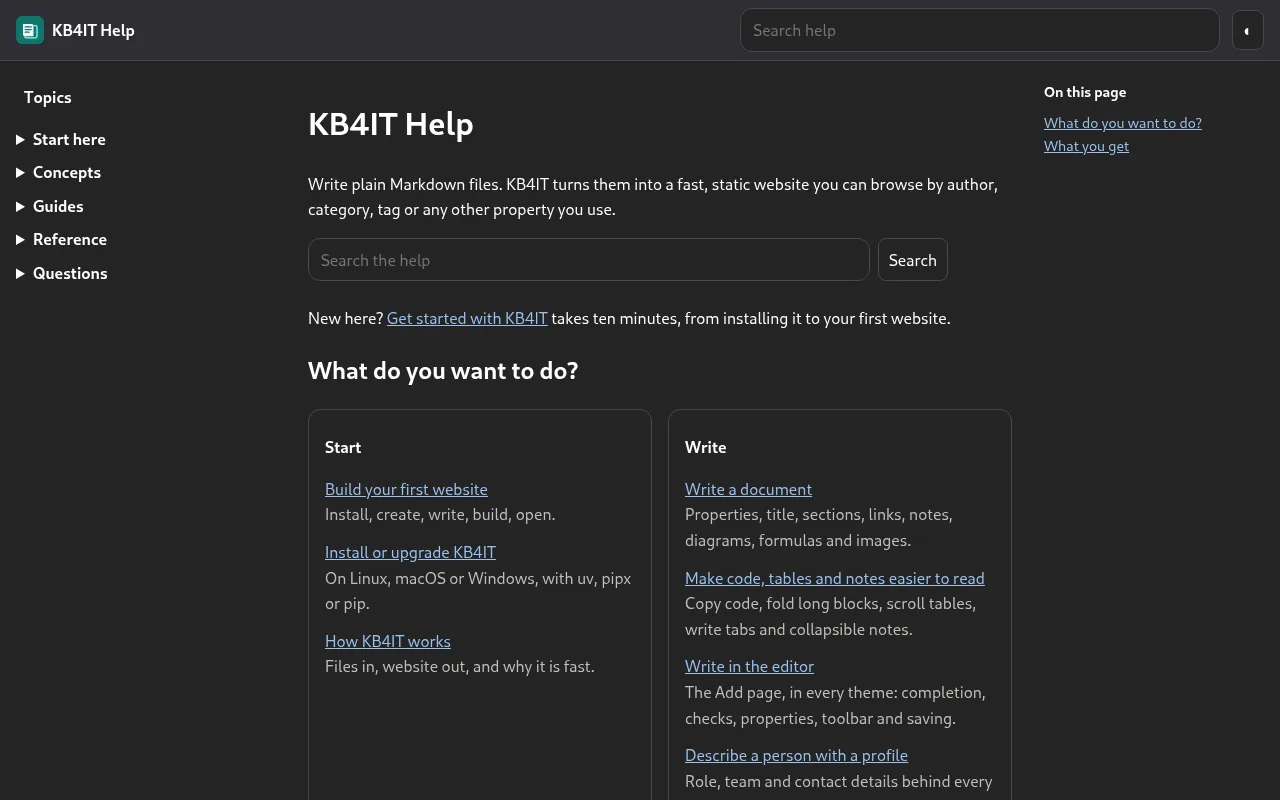 KB4IT Help
Search help
Topics
Start here
Concepts
Guides
Reference
Questions
KB4IT Help
Write plain Markdown files. KB4IT turns them into a fast, static website you can browse by author,
category, tag or any other property you use.
Search the help
Search
New here? Get started with KB4IT takes ten minutes, from installing it to your first website.
What do you want to do?
Start
Build your first website
Install, create, write, build, open.
Install or upgrade KB4IT
On Linux, macOS or Windows, with uv, pipx
or pip.
How KB4IT works
Files in, website out, and why it is fast.
Write
Write a document
Properties, title, sections, links, notes,
diagrams, formulas and images.
Make code, tables and notes easier to read
Copy code, fold long blocks, scroll tables,
write tabs and collapsible notes.
Write in the editor
The Add page, in every theme: completion,
checks, properties, toolbar and saving.
Describe a person with a profile
Role, team and contact details behind every
On this page
What do you want to do?
What you get